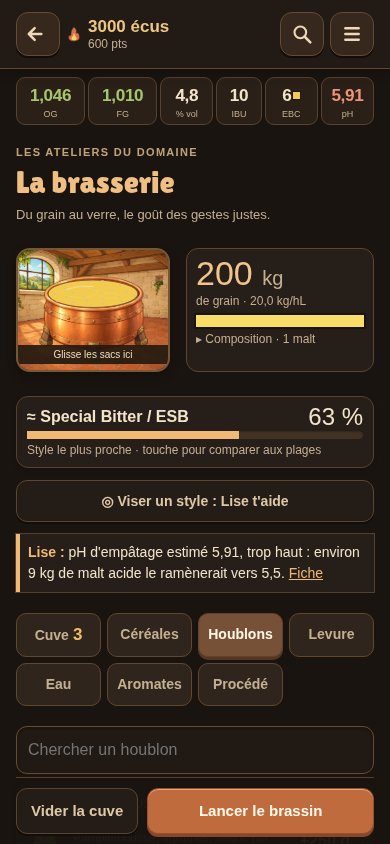 3000 écus
600 pts
1,046
OG
1,010
FG
4,8
% vol
10
IBU
6
EBC
5,91
pH
LES ATELIERS DU DOMAINE
La brasserie
Du grain au verre, le goût des gestes justes.
Glisse les sacs ici
200 kg
de grain · 20,0 kg/hL
▸ Composition · 1 malt
≈ Special Bitter / ESB
63 %
Style le plus proche · touche pour comparer aux plages
◎ Viser un style : Lise t'aide
Lise : pH d'empâtage estimé 5,91, trop haut : environ
9 kg de malt acide le ramènerait vers 5,5. Fiche
Cuve 3
Céréales
Houblons
Levure
Eau
Aromates
Procédé
Chercher un houblon
Vider la cuve
Lancer le brassin